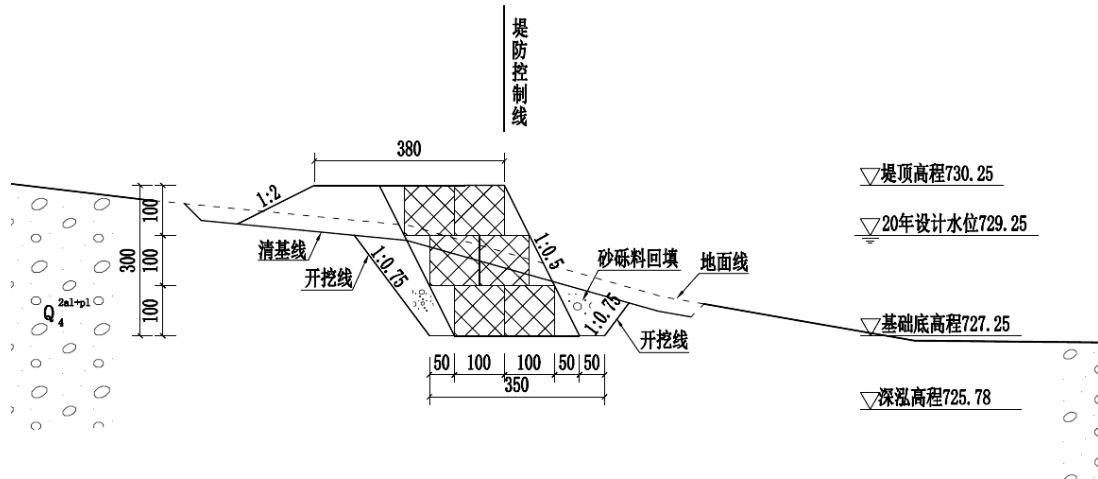 堤防控制线
380
堤顶高程730.25
1:2
100
20年设计水位729.25
清基线
1:0.5
砂砾料回填
地面线
300
100
开挖线
1:0.75
Q 2al+pl 4
100
1:0.75
开挖线
基础底高程727.25
50
100
100
50
50
350
深泓高程725.78